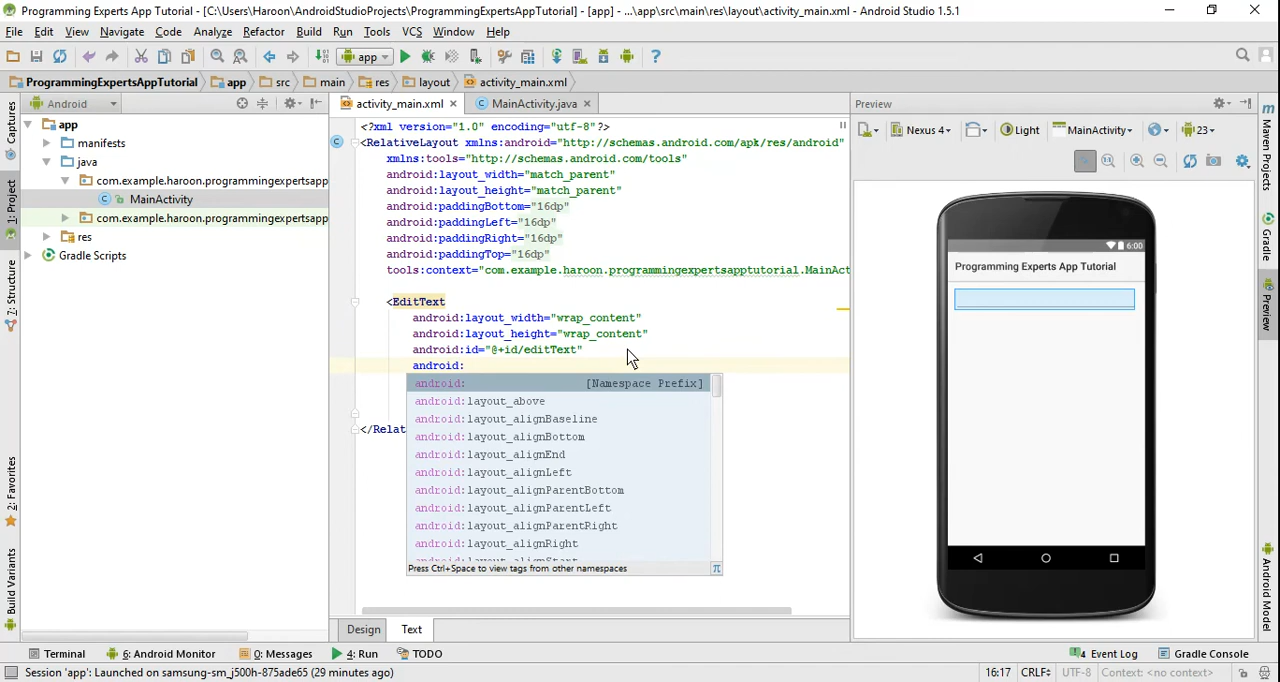 Programming Experts App Tutorial - [C:\Users\Haroon\AndroidStudioProjects\ProgrammingExpertsAppTutorial] - [app] - ...\app\src\main\res\layout\activity_main.xml - Android Studio 1.5.1
File Edit View Navigate Code Analyze Refactor Build Run Tools VCS Window Help
app
ProgrammingExpertsAppTutorial app src main res layout activity_main.xml
Android
activity_main.xml MainActivity.java
Preview
Nexus 4 Light MainActivity 23
app
manifests
java
com.example.haroon.programmingexpertsapp
MainActivity
com.example.haroon.programmingexpertsapp
res
Gradle Scripts
Captures
1: Project
7: Structure
2: Favorites
Build Variants
<?xml version="1.0" encoding="utf-8"?>
<RelativeLayout xmlns:android="http://schemas.android.com/apk/res/android"
xmlns:tools="http://schemas.android.com/tools"
android:layout_width="match_parent"
android:layout_height="match_parent"
android:paddingBottom="16dp"
android:paddingLeft="16dp"
android:paddingRight="16dp"
android:paddingTop="16dp"
tools:context="com.example.haroon.programmingexpertsapptutorial.MainAct
<EditText
android:layout_width="wrap_content"
android:layout_height="wrap_content"
android:id="@+id/editText"
android:
android: [Namespace Prefix]
android:layout_above
android:layout_alignBaseline
android:layout_alignBottom
android:layout_alignEnd
android:layout_alignLeft
android:layout_alignParentBottom
android:layout_alignParentLeft
android:layout_alignParentRight
android:layout_alignRight
android:layout_alignStart
Press Ctrl+Space to view tags from other namespaces
π
</Relat
Design Text
6:00
Programming Experts App Tutorial
Maven Projects
Gradle
Preview
Android Model
Terminal 6: Android Monitor 0: Messages 4: Run TODO 4 Event Log Gradle Console
Session 'app': Launched on samsung-sm_j500h-875ade65 (29 minutes ago) 16:17 CRLF UTF-8 Context: <no context>